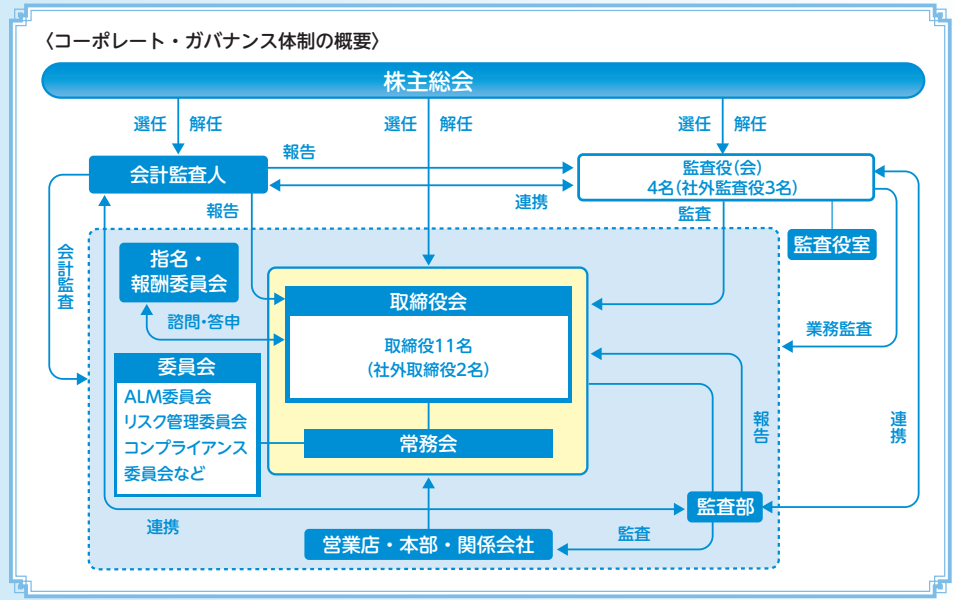 〈コーポレート・ガバナンス体制の概要〉
株主総会
選任 解任
選任 解任
選任 解任
会計監査人
報告
連携
監査役(会)
4名(社外監査役3名)
報告
監査
監査役室
会計監査
指名・
報酬委員会
諮問・答申
取締役会
取締役11名
(社外取締役2名)
業務監査
委員会
ALM委員会
リスク管理委員会
コンプライアンス
委員会など
常務会
報告
連携
監査部
連携
営業店・本部・関係会社
監査